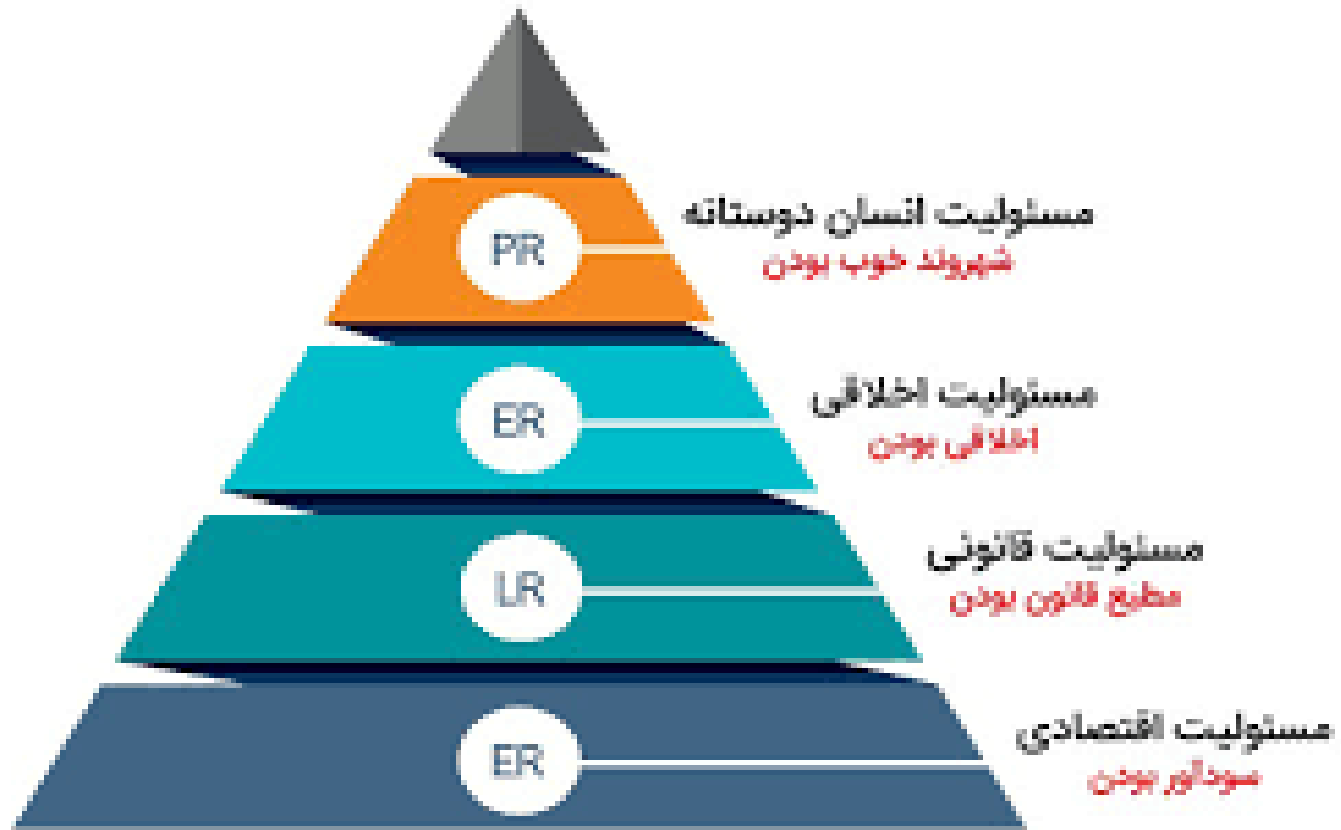 PR
مسئولیت انسان دوستانه
شهروند خوب بودن
ER
مسئولیت اخلاقی
اخلاقی بودن
LR
مسئولیت قانونی
مطیع قانون بودن
ER
مسئولیت اقتصادی
سودآور بودن